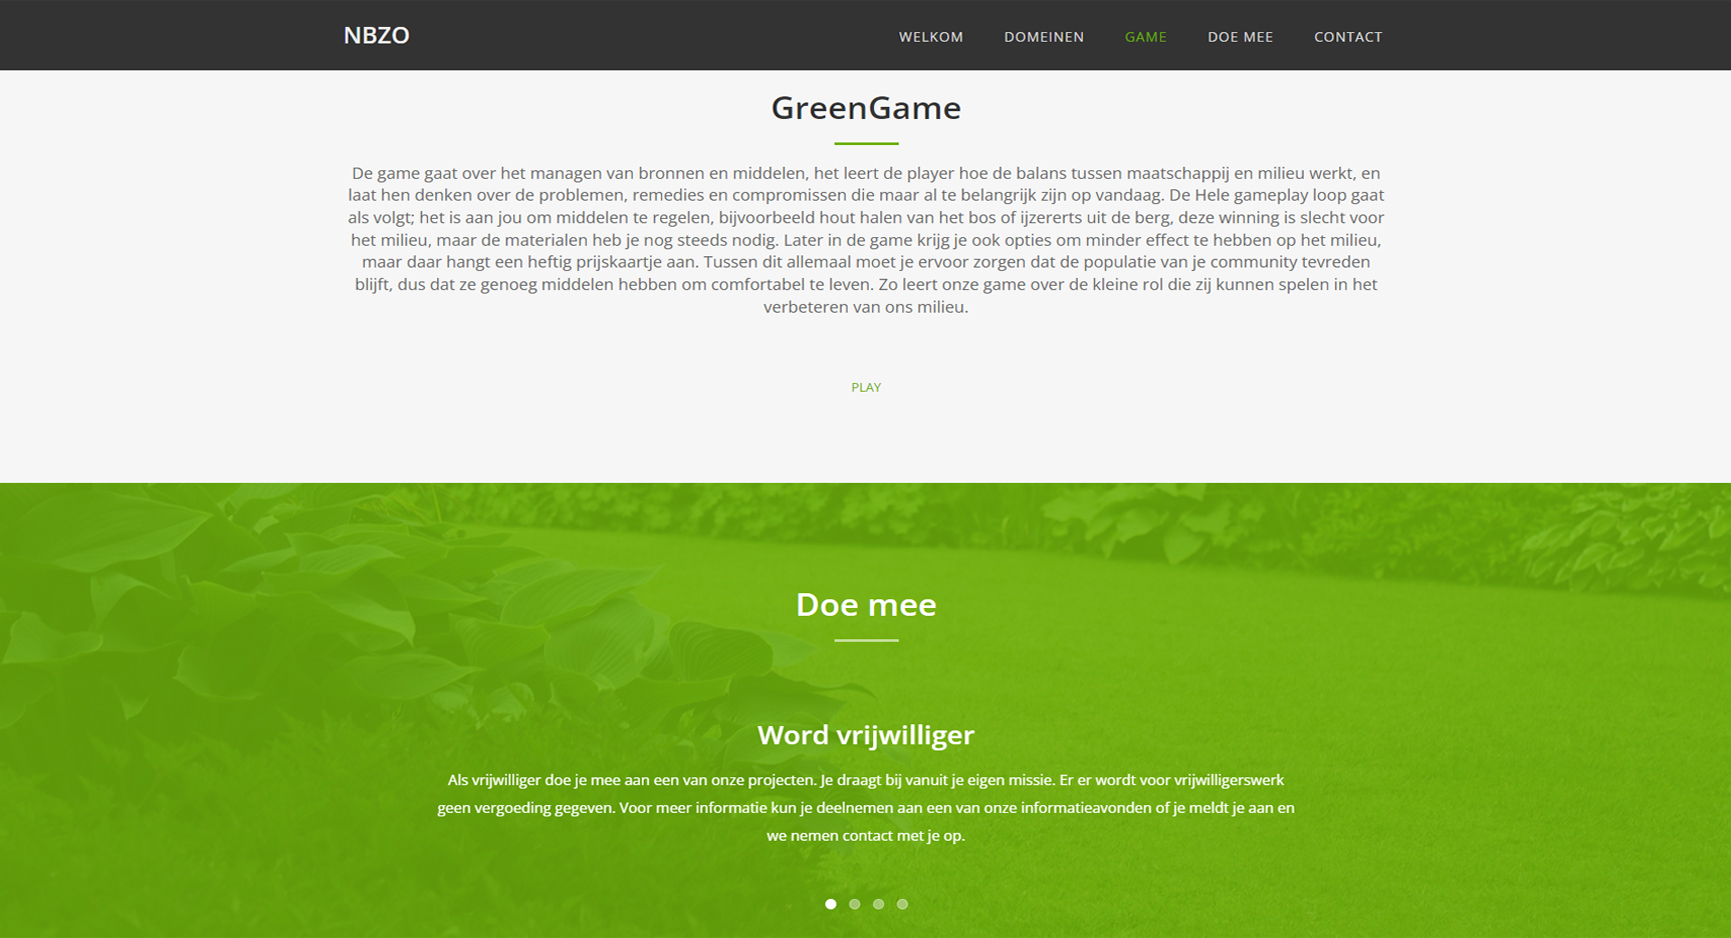 NBZO
WELKOM DOMEINEN GAME DOE MEE CONTACT
GreenGame
De game gaat over het managen van bronnen en middelen, het leert de player hoe de balans tussen maatschappij en milieu werkt, en
laat hen denken over de problemen, remedies en compromissen die maar al te belangrijk zijn op vandaag. De Hele gameplay loop gaat
als volgt; het is aan jou om middelen te regelen, bijvoorbeeld hout halen van het bos of ijzererts uit de berg, deze winning is slecht voor
het milieu, maar de materialen heb je nog steeds nodig. Later in de game krijg je ook opties om minder effect te hebben op het milieu,
maar daar hangt een heftig prijskaartje aan. Tussen dit allemaal moet je ervoor zorgen dat de populatie van je community tevreden
blijft, dus dat ze genoeg middelen hebben om comfortabel te leven. Zo leert onze game over de kleine rol die zij kunnen spelen in het
verbeteren van ons milieu.
PLAY
Doe mee
Word vrijwilliger
Als vrijwilliger doe je mee aan een van onze projecten. Je draagt bij vanuit je eigen missie. Er er wordt voor vrijwilligerswerk
geen vergoeding gegeven. Voor meer informatie kun je deelnemen aan een van onze informatieavonden of je meldt je aan en
we nemen contact met je op.